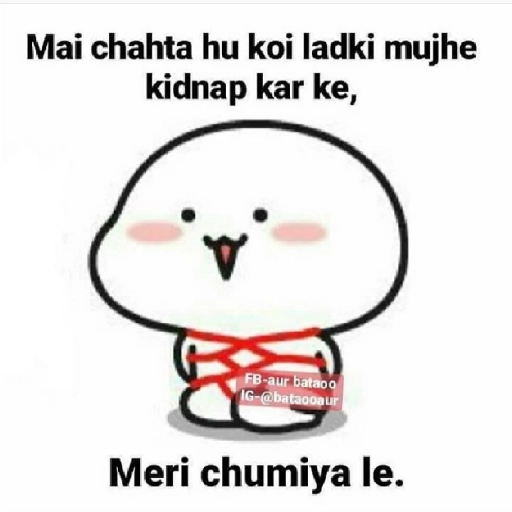 Mai chahta hu koi ladki mujhe
kidnap kar ke,
FB-aur bataoo
IG-@bataooaur
Meri chumiya le.